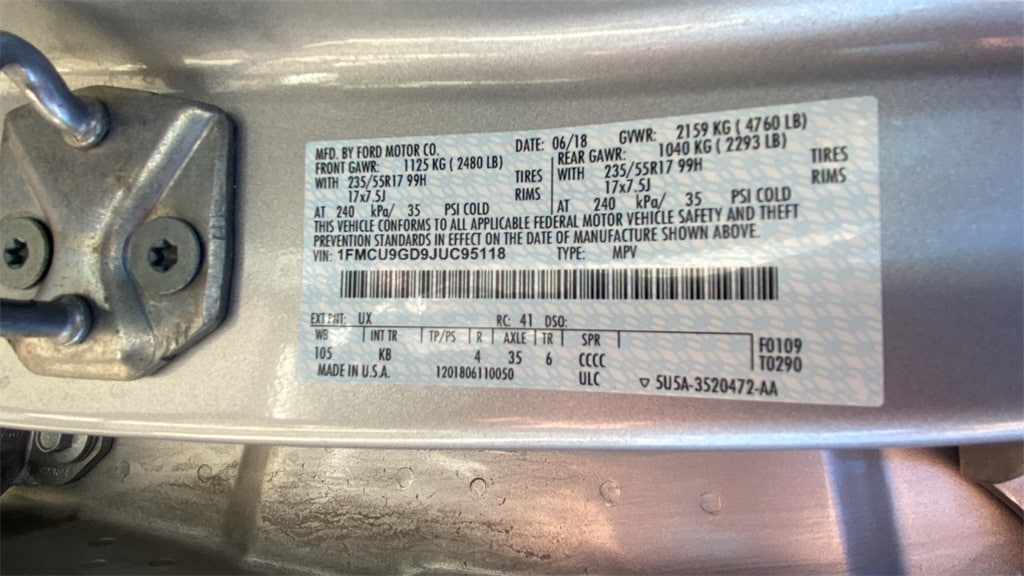 MFD. BY FORD MOTOR CO. DATE: 06/18 GVWR: 2159 KG ( 4760 LB)
FRONT GAWR: 1125 KG ( 2480 LB) REAR GAWR: 1040 KG ( 2293 LB)
WITH 235/55R17 99H TIRES WITH 235/55R17 99H TIRES
17x7.5J RIMS 17x7.5J RIMS
AT 240 kPa/ 35 PSI COLD AT 240 kPa/ 35 PSI COLD
THIS VEHICLE CONFORMS TO ALL APPLICABLE FEDERAL MOTOR VEHICLE SAFETY AND THEFT
PREVENTION STANDARDS IN EFFECT ON THE DATE OF MANUFACTURE SHOWN ABOVE.
VIN: 1FMCU9GD9JUC95118 TYPE: MPV
EXT PNT: UX RC: 41 DSO:
WB INT TR TP/PS R AXLE TR SPR
105 KB 4 35 6 CCCC
F0109
T0290
MADE IN U.S.A. 1201806110050 ULC 5U5A-3520472-AA